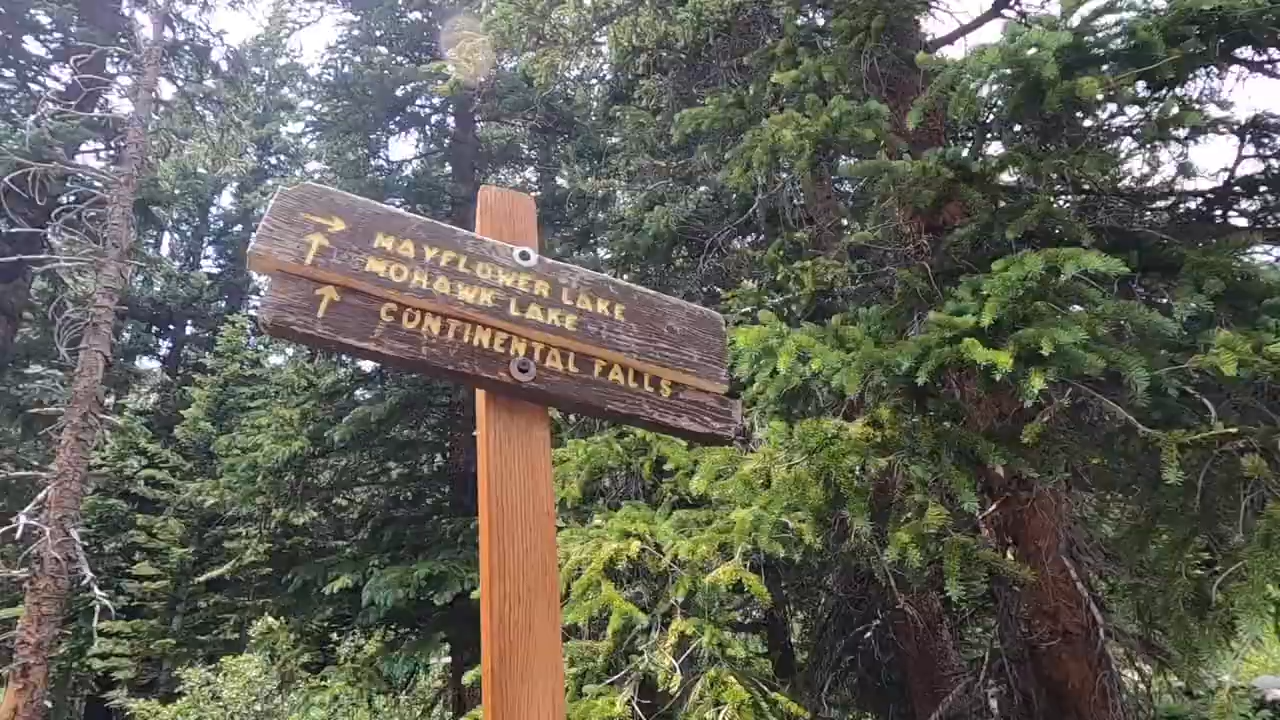 → MAYFLOWER LAKE
↑ MOHAWK LAKE
↑ CONTINENTAL FALLS